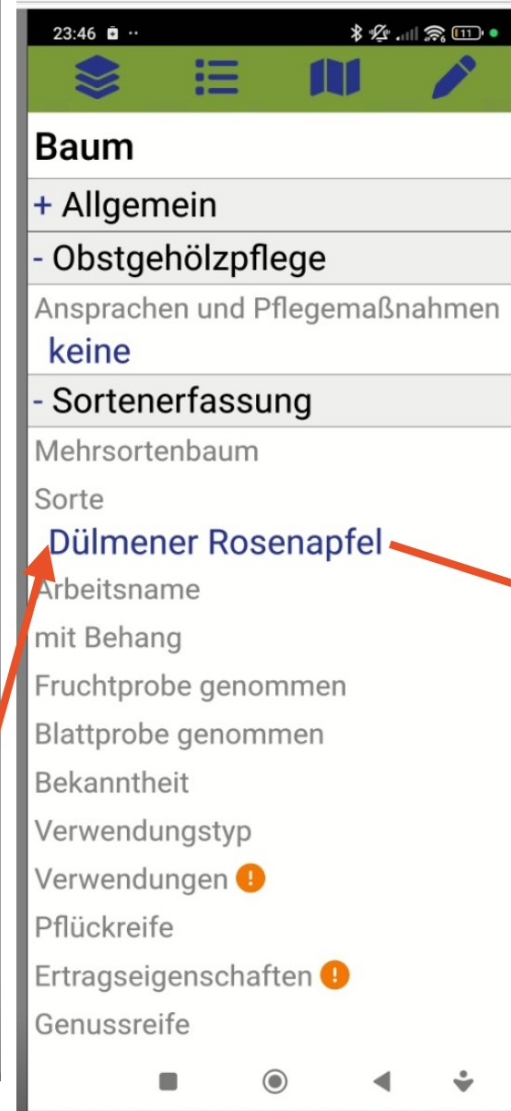 23:46
111
Baum
+ Allgemein
- Obstgehölzpflege
Ansprachen und Pflegemaßnahmen
keine
- Sortenerfassung
Mehrsortenbaum
Sorte
Dülmener Rosenapfel
Arbeitsname
mit Behang
Fruchtprobe genommen
Blattprobe genommen
Bekanntheit
Verwendungstyp
Verwendungen !
Pflückreife
Ertragseigenschaften !
Genussreife